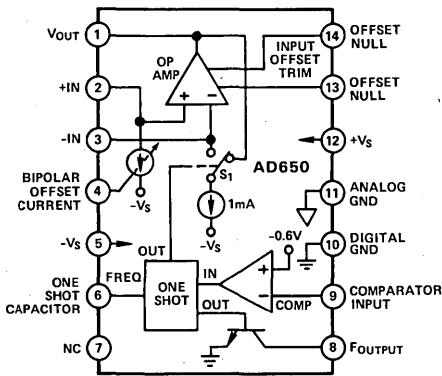 VOUT 1
+IN 2
-IN 3
BIPOLAR
OFFSET
CURRENT
4
-VS 5
ONE
SHOT
CAPACITOR
6
NC 7
OP
AMP
+ -
INPUT
OFFSET
TRIM
14 OFFSET
NULL
13 OFFSET
NULL
12 +VS
AD650
11 ANALOG
GND
10 DIGITAL
GND
9 COMPARATOR
INPUT
8 FOUTPUT
S1
1mA
-VS
-VS
-0.6V
OUT
FREQ
IN
ONE
SHOT
OUT
+
-
COMP